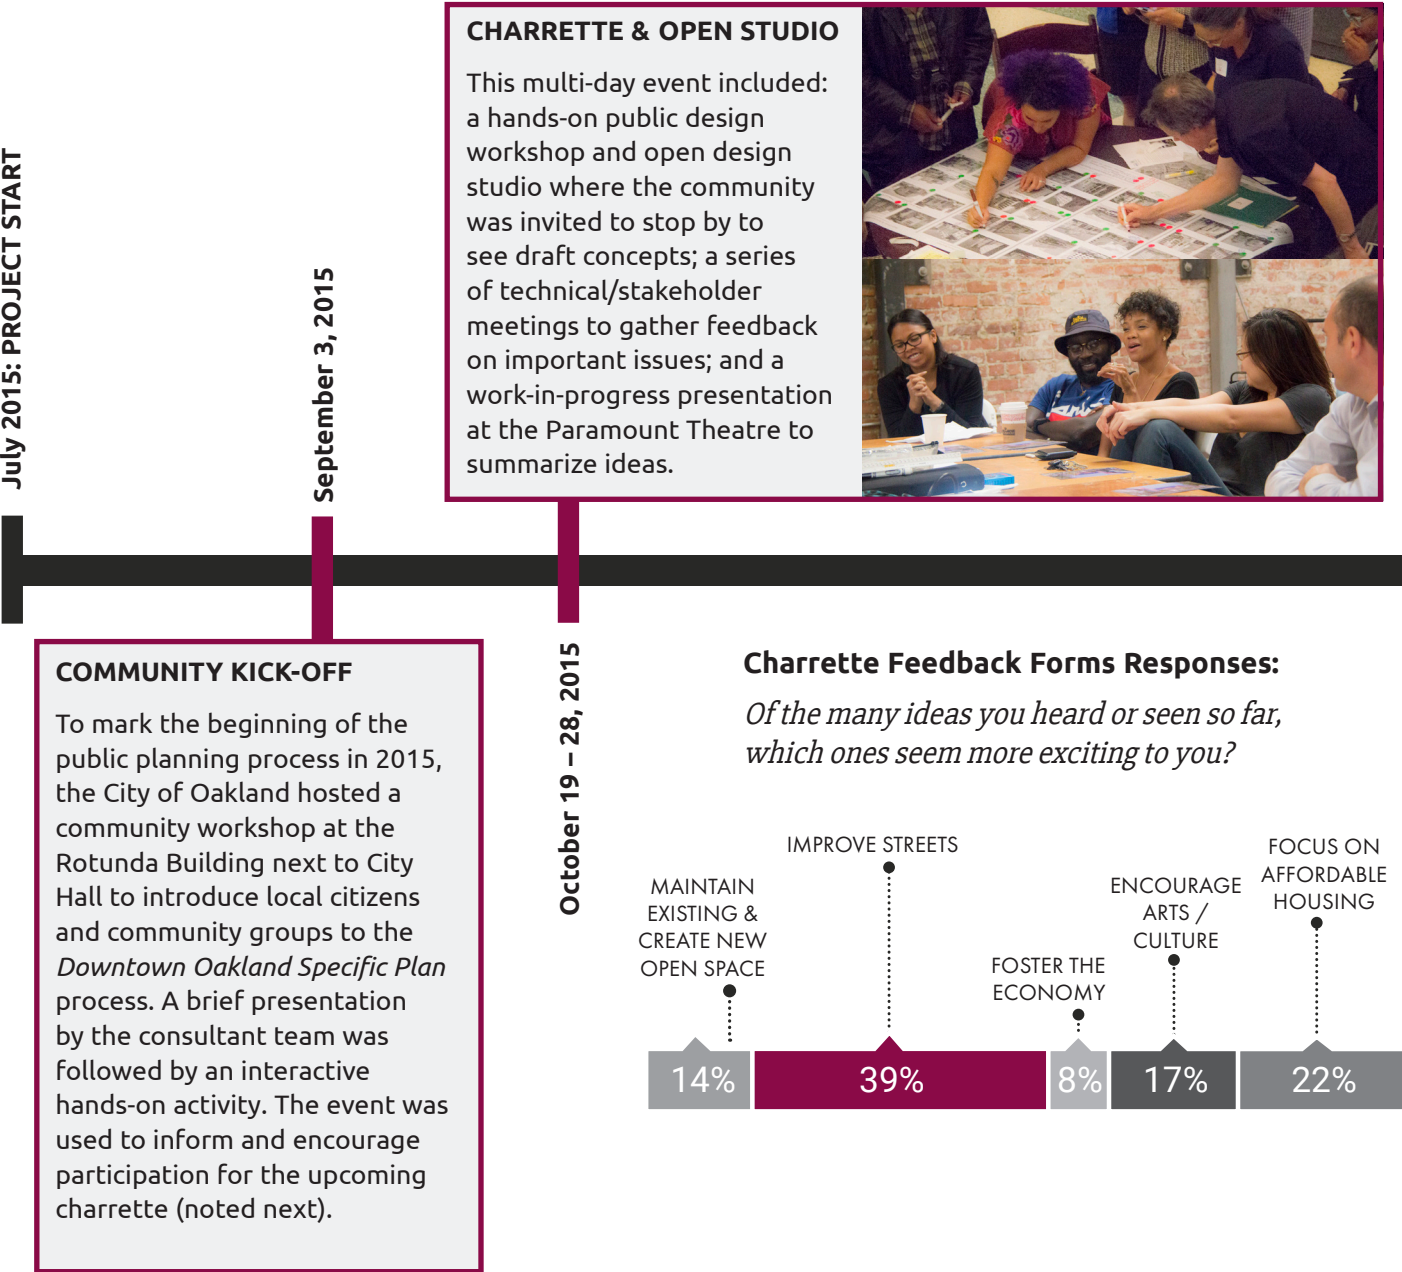 July 2015: PROJECT START
September 3, 2015
CHARRETTE & OPEN STUDIO
This multi-day event included:
a hands-on public design
workshop and open design
studio where the community
was invited to stop by to
see draft concepts; a series
of technical/stakeholder
meetings to gather feedback
on important issues; and a
work-in-progress presentation
at the Paramount Theatre to
summarize ideas.
COMMUNITY KICK-OFF
To mark the beginning of the
public planning process in 2015,
the City of Oakland hosted a
community workshop at the
Rotunda Building next to City
Hall to introduce local citizens
and community groups to the
Downtown Oakland Specific Plan
process. A brief presentation
by the consultant team was
followed by an interactive
hands-on activity. The event was
used to inform and encourage
participation for the upcoming
charrette (noted next).
October 19 – 28, 2015
Charrette Feedback Forms Responses:
Of the many ideas you heard or seen so far,
which ones seem more exciting to you?
MAINTAIN
EXISTING &
CREATE NEW
OPEN SPACE
IMPROVE STREETS
FOSTER THE
ECONOMY
ENCOURAGE
ARTS /
CULTURE
FOCUS ON
AFFORDABLE
HOUSING
14%
39%
8%
17%
22%